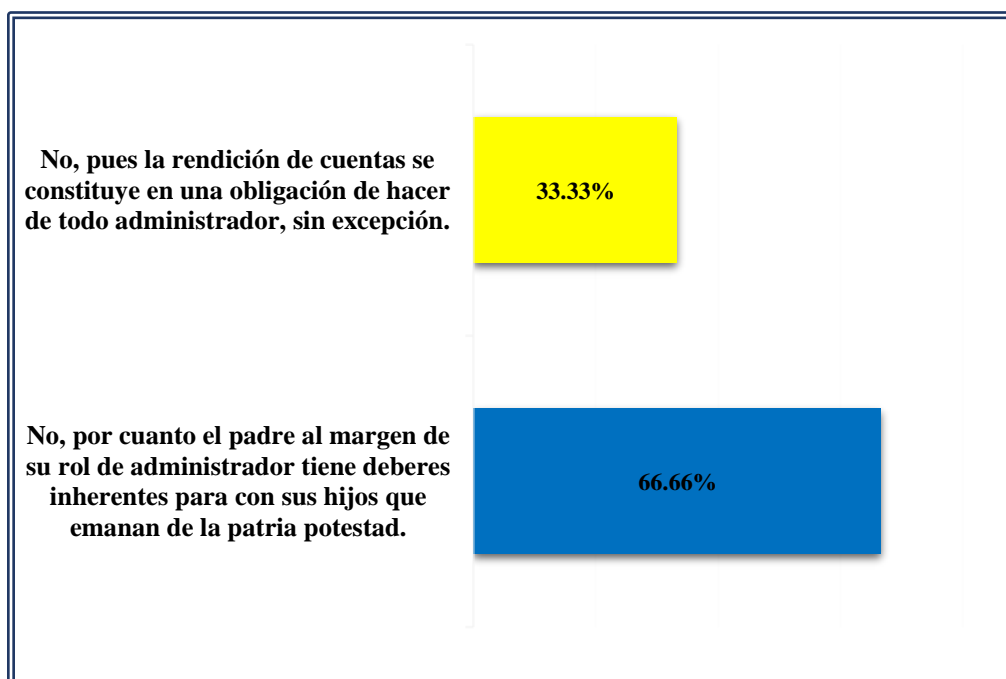 No, pues la rendición de cuentas se
constituye en una obligación de hacer
de todo administrador, sin excepción.
33.33%
No, por cuanto el padre al margen de
su rol de administrador tiene deberes
inherentes para con sus hijos que
emanan de la patria potestad.
66.66%